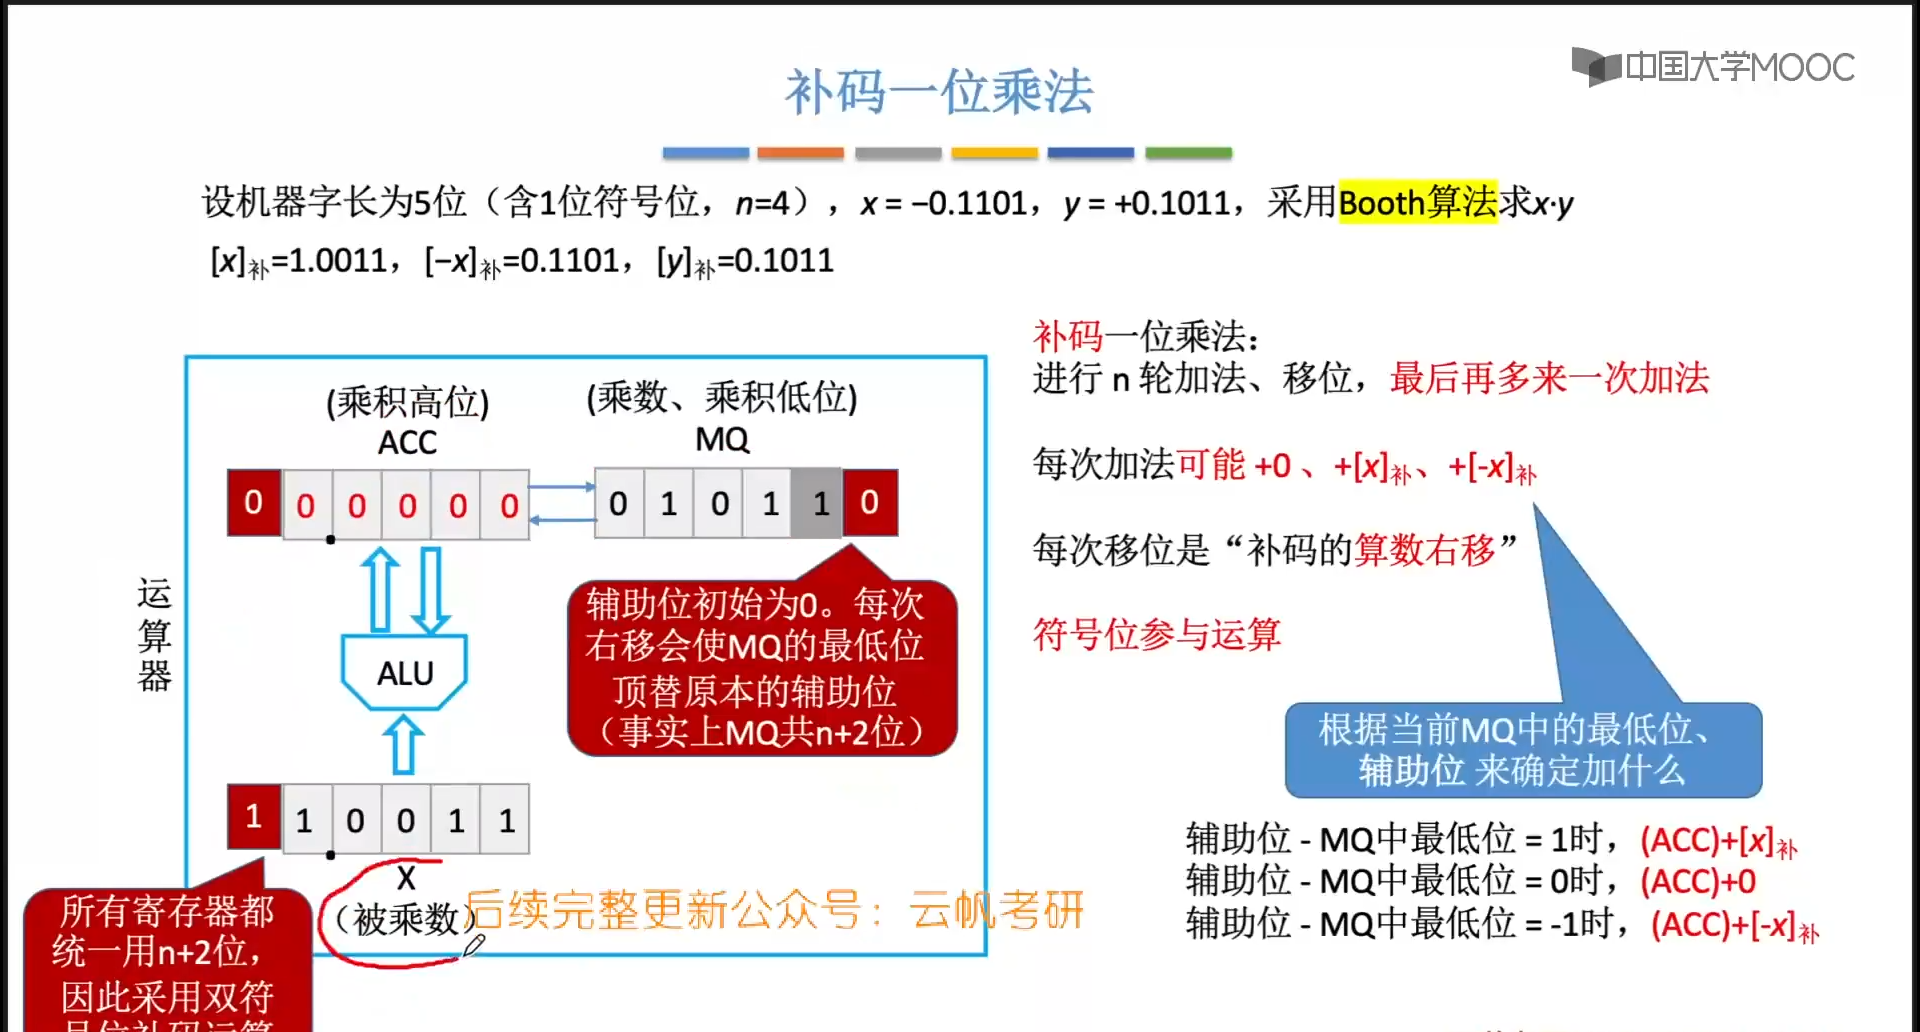 中国大学MOOC
补码一位乘法
设机器字长为5位（含1位符号位，n=4），x = −0.1101，y = +0.1011，采用Booth算法求x·y
[x]补=1.0011，[−x]补=0.1101，[y]补=0.1011
补码一位乘法：
进行 n 轮加法、移位，最后再多来一次加法
每次加法可能 +0 、+[x]补、+[-x]补
每次移位是“补码的算数右移”
符号位参与运算
根据当前MQ中的最低位、
辅助位 来确定加什么
辅助位 - MQ中最低位 = 1时，(ACC)+[x]补
辅助位 - MQ中最低位 = 0时，(ACC)+0
辅助位 - MQ中最低位 = -1时，(ACC)+[-x]补
运算器
(乘积高位)
ACC
(乘数、乘积低位)
MQ
0 0 0 0 0 0
0 1 0 1 1 0
辅助位初始为0。每次
右移会使MQ的最低位
顶替原本的辅助位
（事实上MQ共n+2位）
ALU
1 1 0 0 1 1
X
（被乘数）
后续完整更新公众号：云帆考研
所有寄存器都
统一用n+2位，
因此采用双符
号位补码运算